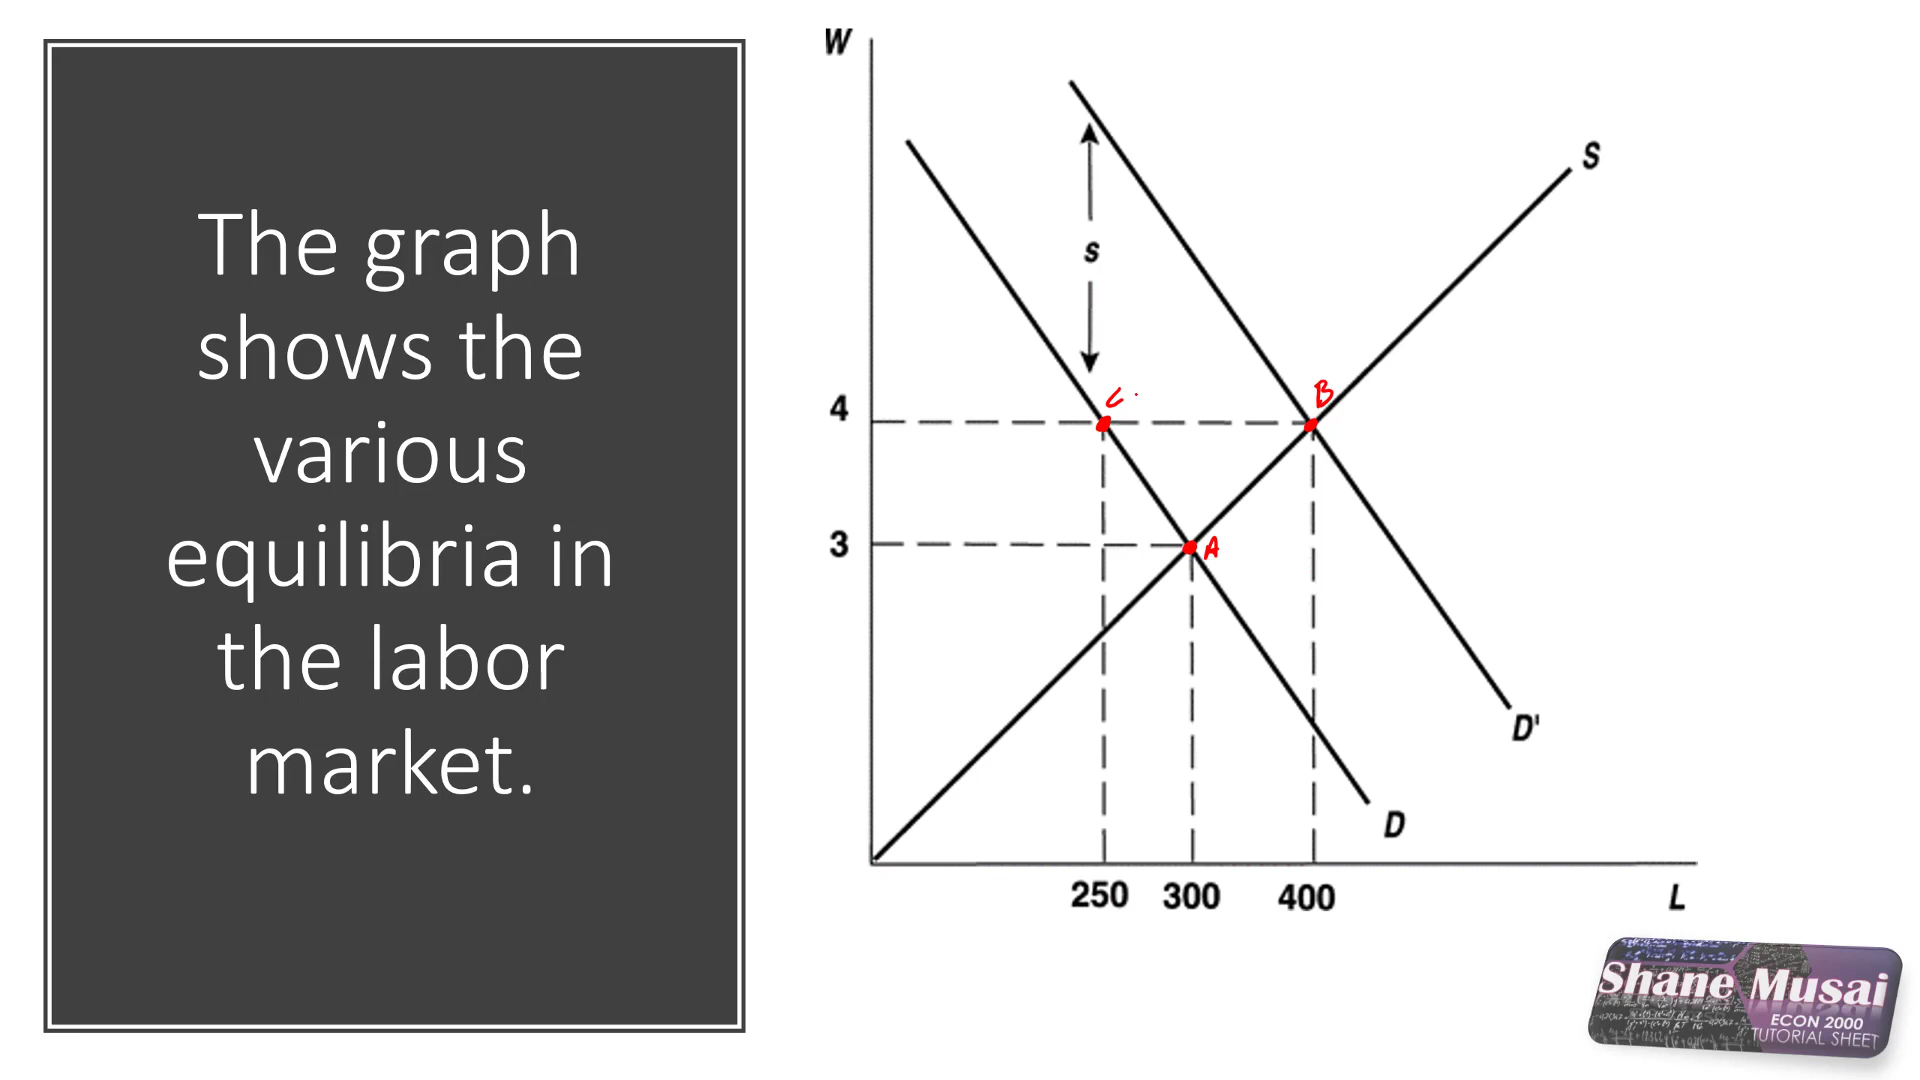 The graph
shows the
various
equilibria in
the labor
market.
W
S
s
4
C
B
3
A
D'
D
250 300 400
L
Shane Musai
ECON 2000
TUTORIAL SHEET